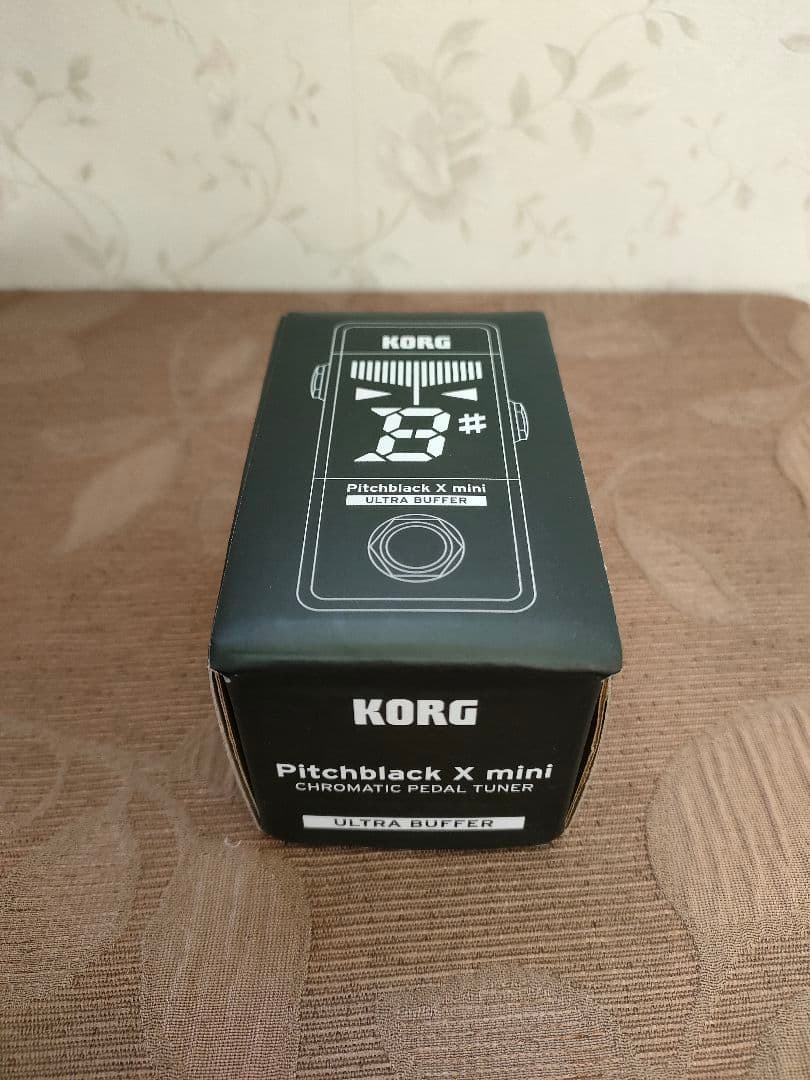 KORG
B#
Pitchblack X mini
ULTRA BUFFER
KORG
Pitchblack X mini
CHROMATIC PEDAL TUNER
ULTRA BUFFER